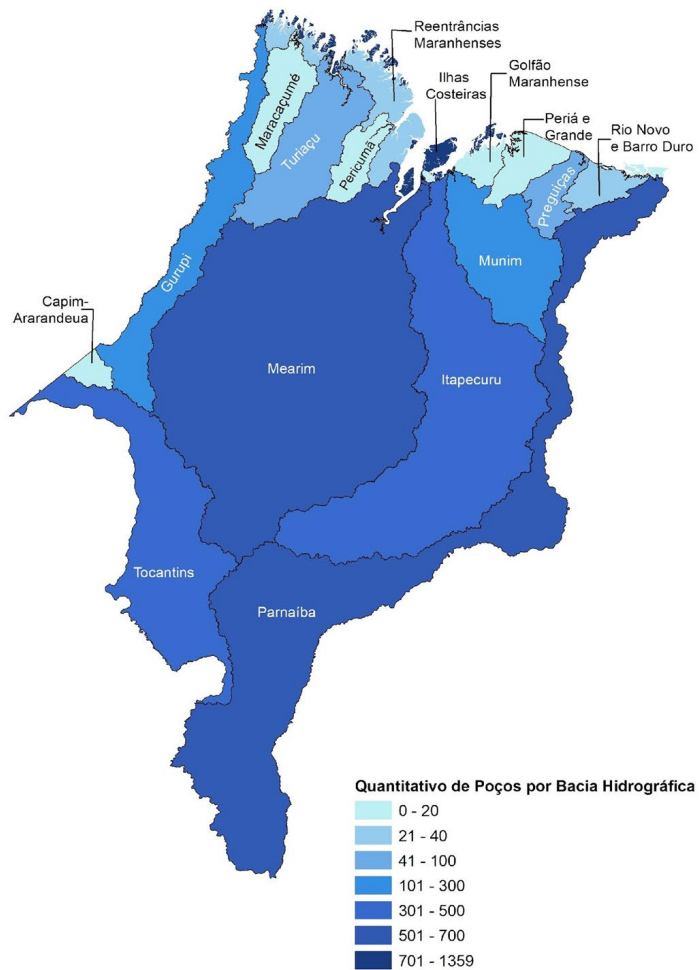 Reentrâncias
Maranhenses
Ilhas
Costeiras
Golfão
Maranhense
Periá e
Grande
Rio Novo
e Barro Duro
Maracaçumé
Turiaçu
Pericumã
Preguiças
Gurupi
Munim
Capim-
Ararandeua
Mearim
Itapecuru
Tocantins
Parnaíba
Quantitativo de Poços por Bacia Hidrográfica
0 - 20
21 - 40
41 - 100
101 - 300
301 - 500
501 - 700
701 - 1359